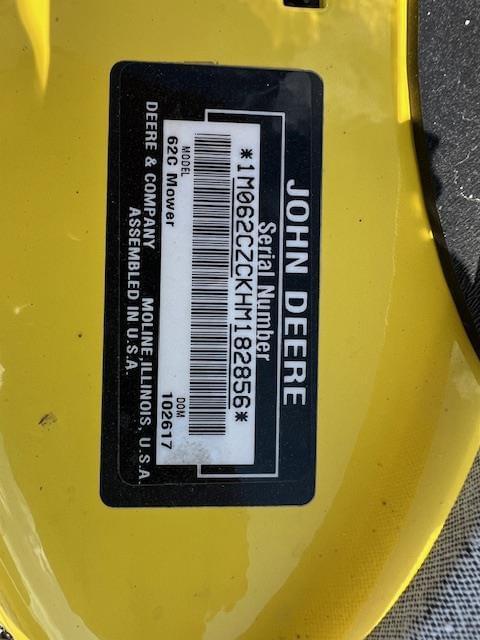 JOHN DEERE
Serial Number
*1M062CZCKHM182856*
MODEL
62C Mower
DOM
102617
DEERE & COMPANY MOLINE, ILLINOIS, U.S.A.
ASSEMBLED IN U.S.A.